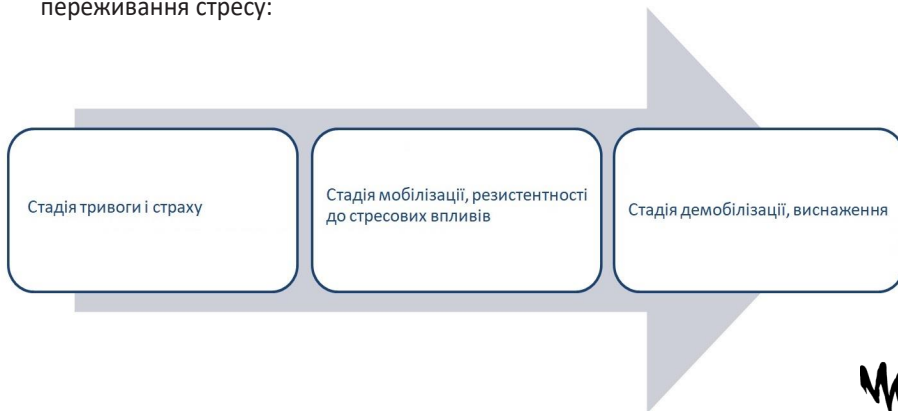 переживання стресу:
Стадія тривоги і страху
Стадія мобілізації, резистентності
до стресових впливів
Стадія демобілізації, виснаження